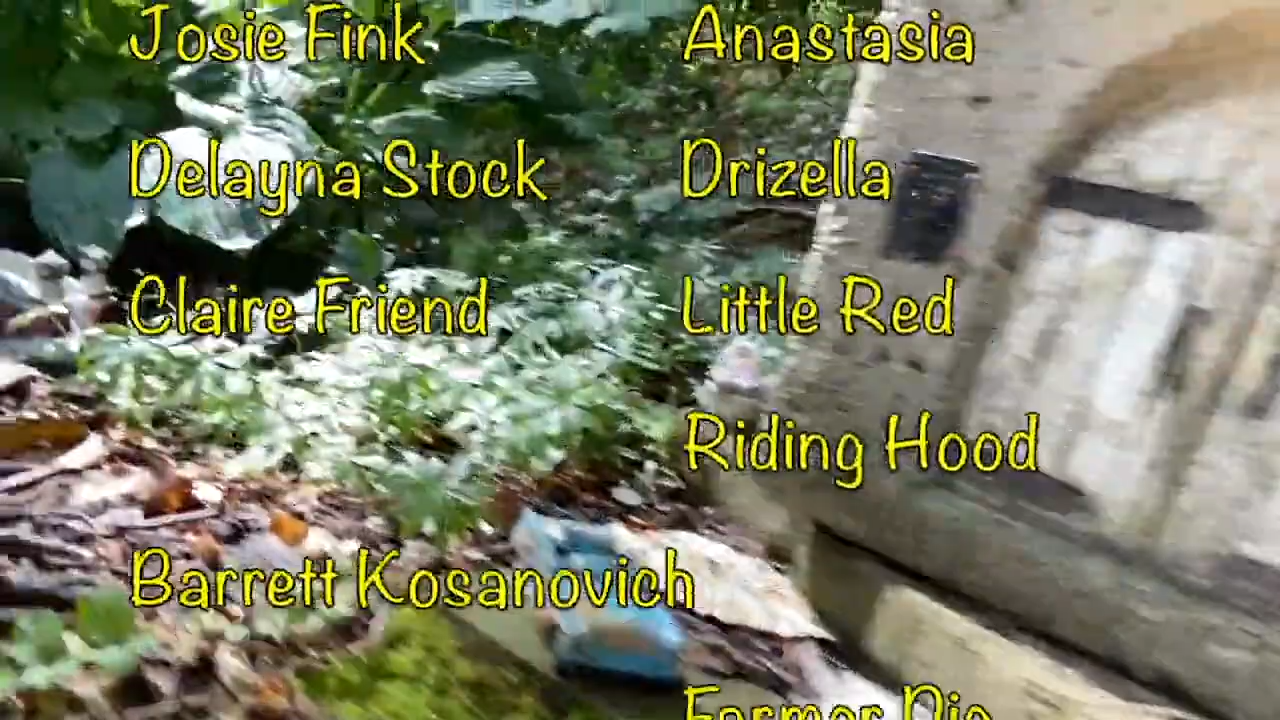 Josie Fink Anastasia
Delayna Stock Drizella
Claire Friend Little Red
Riding Hood
Barrett Kosanovich